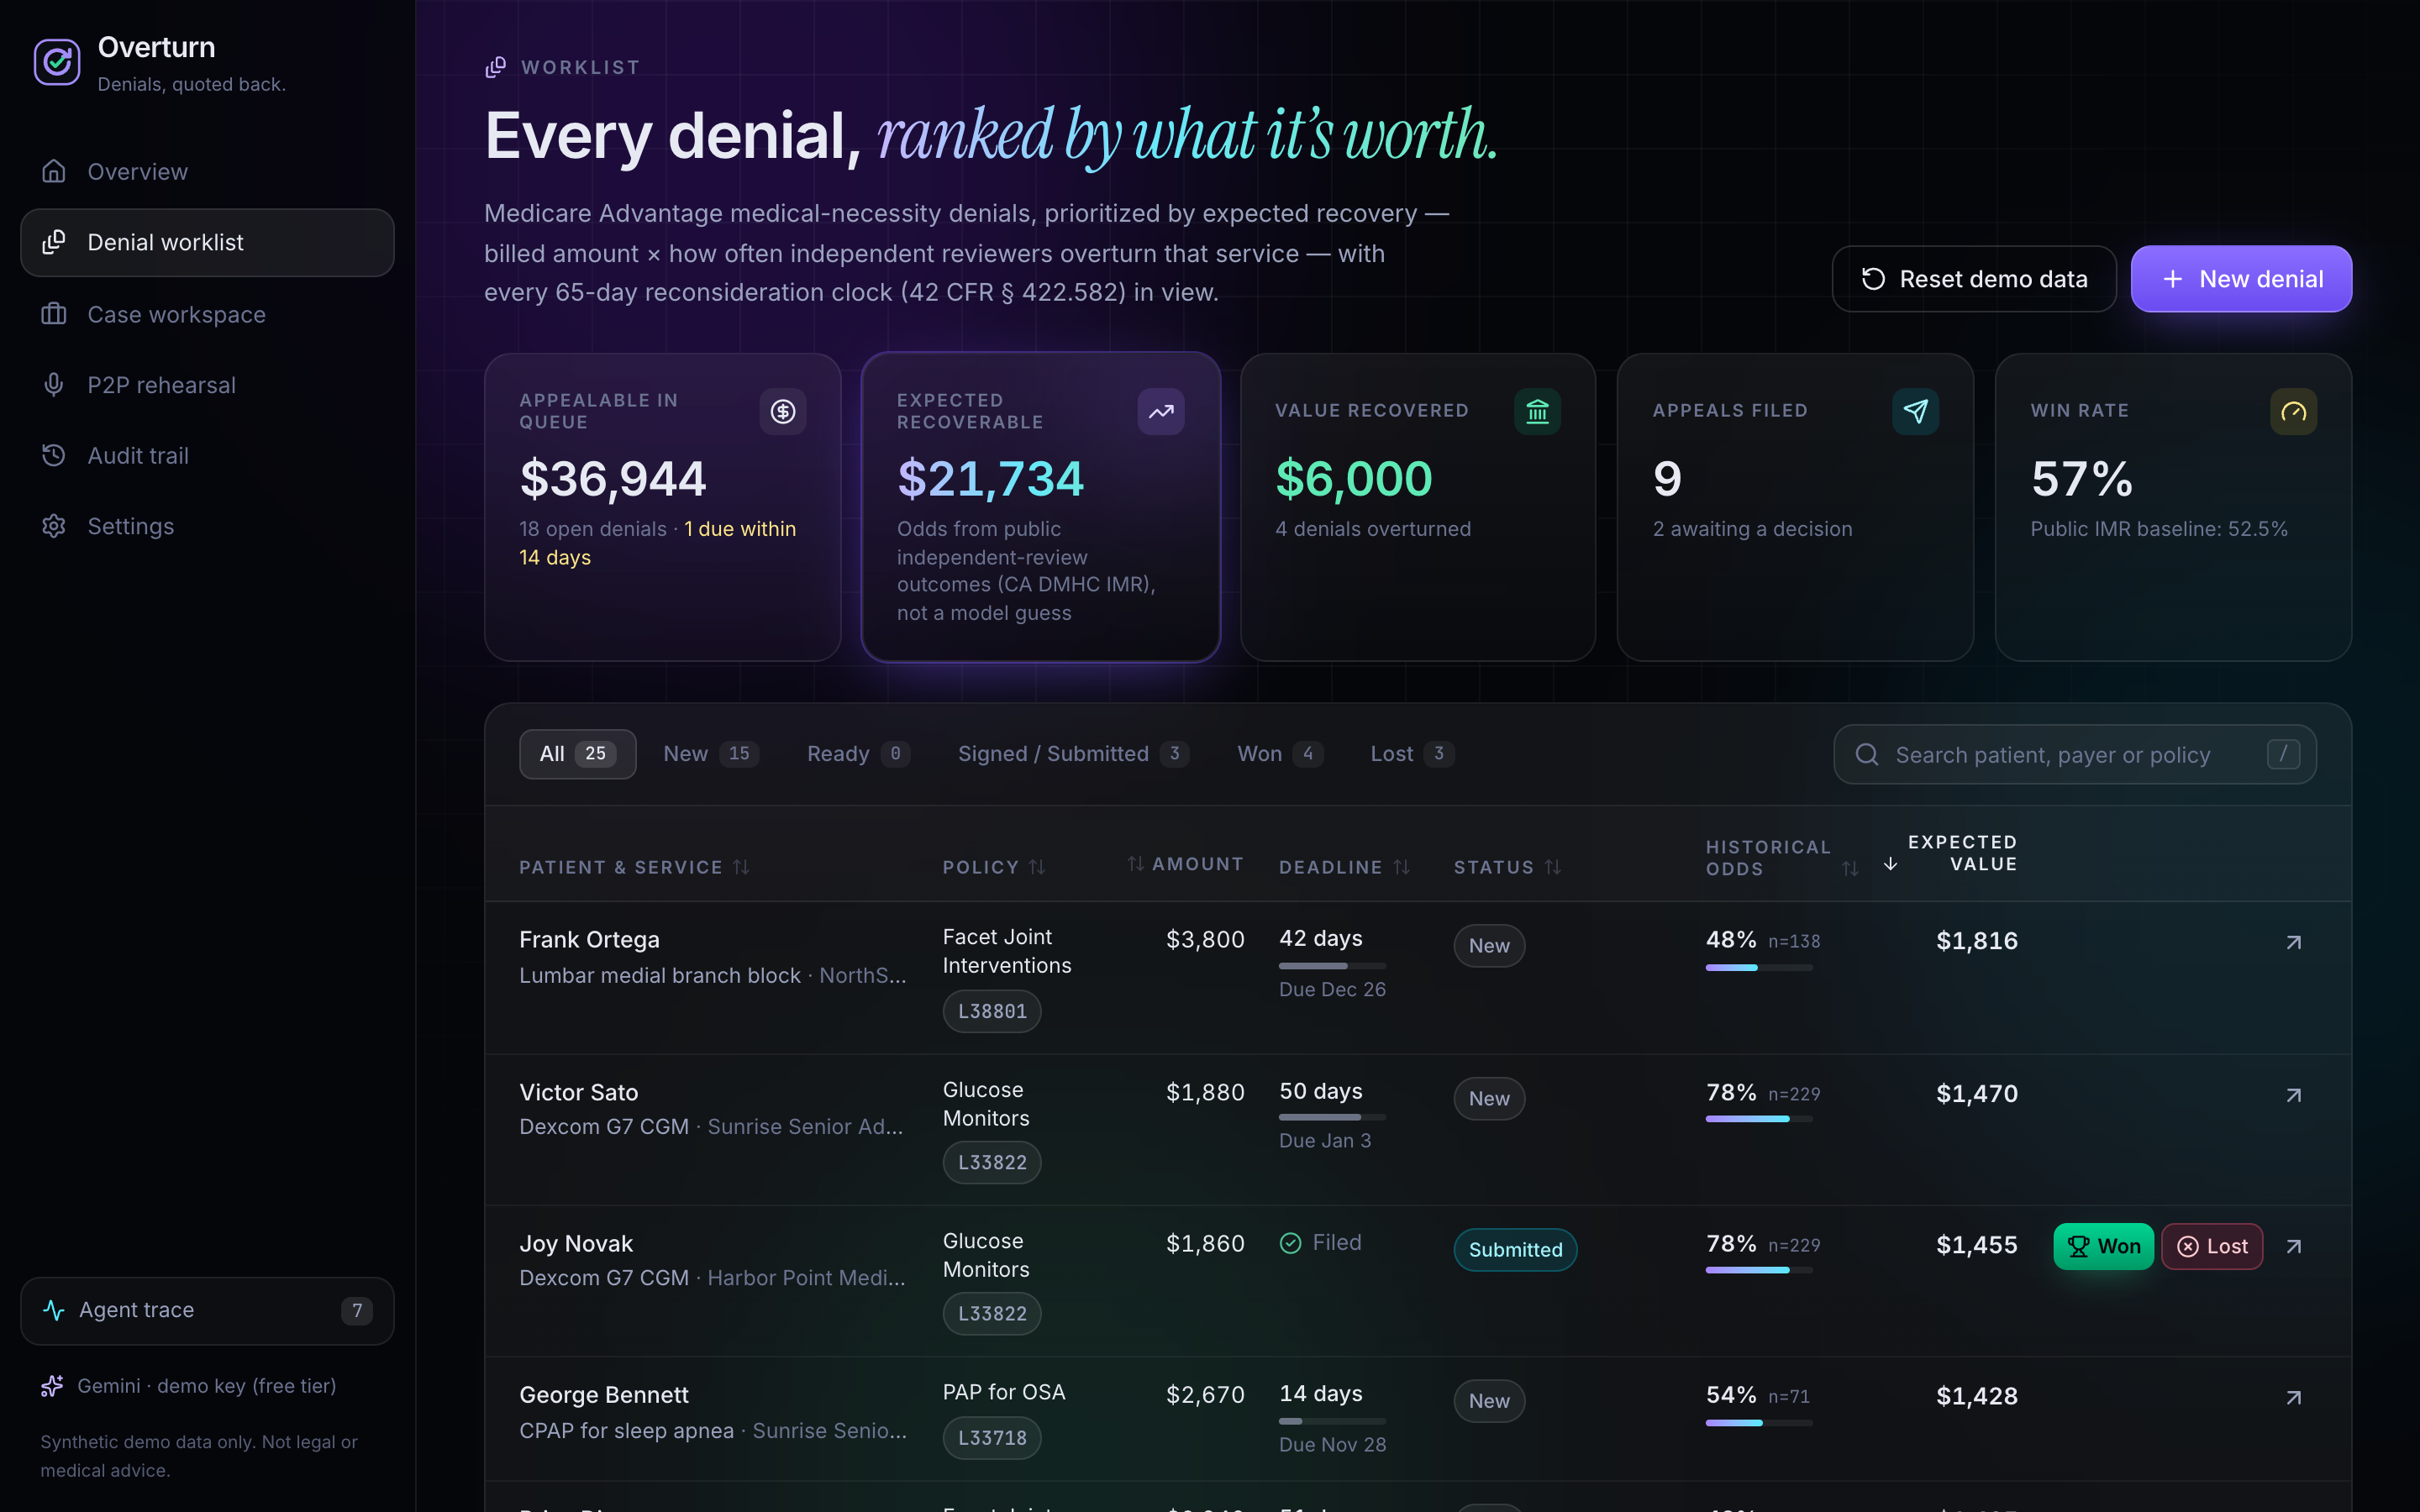 Overturn
Denials, quoted back.
Overview
Denial worklist
Case workspace
P2P rehearsal
Audit trail
Settings
Agent trace 7
Gemini · demo key (free tier)
Synthetic demo data only. Not legal or
medical advice.
WORKLIST
Every denial, ranked by what it’s worth.
Medicare Advantage medical-necessity denials, prioritized by expected recovery —
billed amount × how often independent reviewers overturn that service — with
every 65-day reconsideration clock (42 CFR § 422.582) in view.
Reset demo data
New denial
APPEALABLE IN
QUEUE
$36,944
18 open denials · 1 due within
14 days
EXPECTED
RECOVERABLE
$21,734
Odds from public
independent-review
outcomes (CA DMHC IMR),
not a model guess
VALUE RECOVERED
$6,000
4 denials overturned
APPEALS FILED
9
2 awaiting a decision
WIN RATE
57%
Public IMR baseline: 52.5%
All 25 New 15 Ready 0 Signed / Submitted 3 Won 4 Lost 3
Search patient, payer or policy /
PATIENT & SERVICE
POLICY
AMOUNT
DEADLINE
STATUS
HISTORICAL
ODDS
EXPECTED
VALUE
Frank Ortega
Lumbar medial branch block · NorthS...
Facet Joint
Interventions
L38801
$3,800
42 days
Due Dec 26
New
48% n=138
$1,816
Victor Sato
Dexcom G7 CGM · Sunrise Senior Ad...
Glucose
Monitors
L33822
$1,880
50 days
Due Jan 3
New
78% n=229
$1,470
Joy Novak
Dexcom G7 CGM · Harbor Point Medi...
Glucose
Monitors
L33822
$1,860
Filed
Submitted
78% n=229
$1,455
Won
Lost
George Bennett
CPAP for sleep apnea · Sunrise Senio...
PAP for OSA
L33718
$2,670
14 days
Due Nov 28
New
54% n=71
$1,428